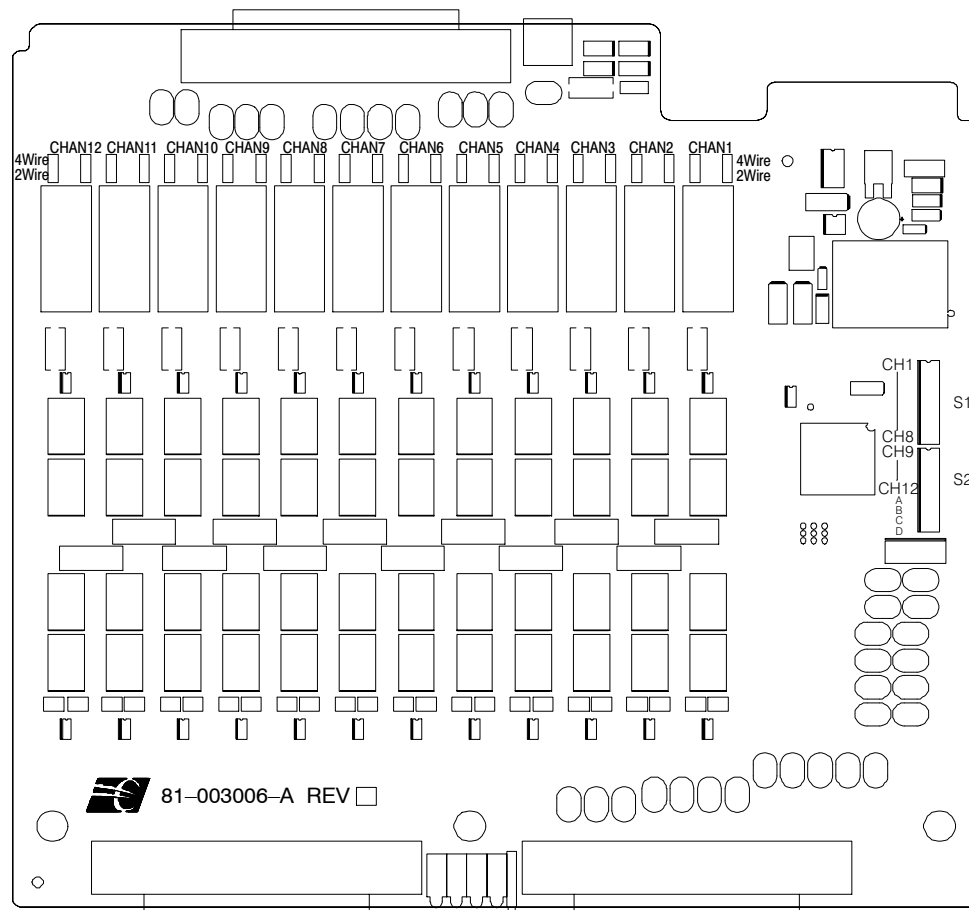 CHAN12 CHAN11 CHAN10 CHAN9 CHAN8 CHAN7 CHAN6 CHAN5 CHAN4 CHAN3 CHAN2 CHAN1
4Wire 4Wire
2Wire 2Wire
CH1
S1
CH8
CH9
S2
CH12
A
B
C
D
81–003006–A REV